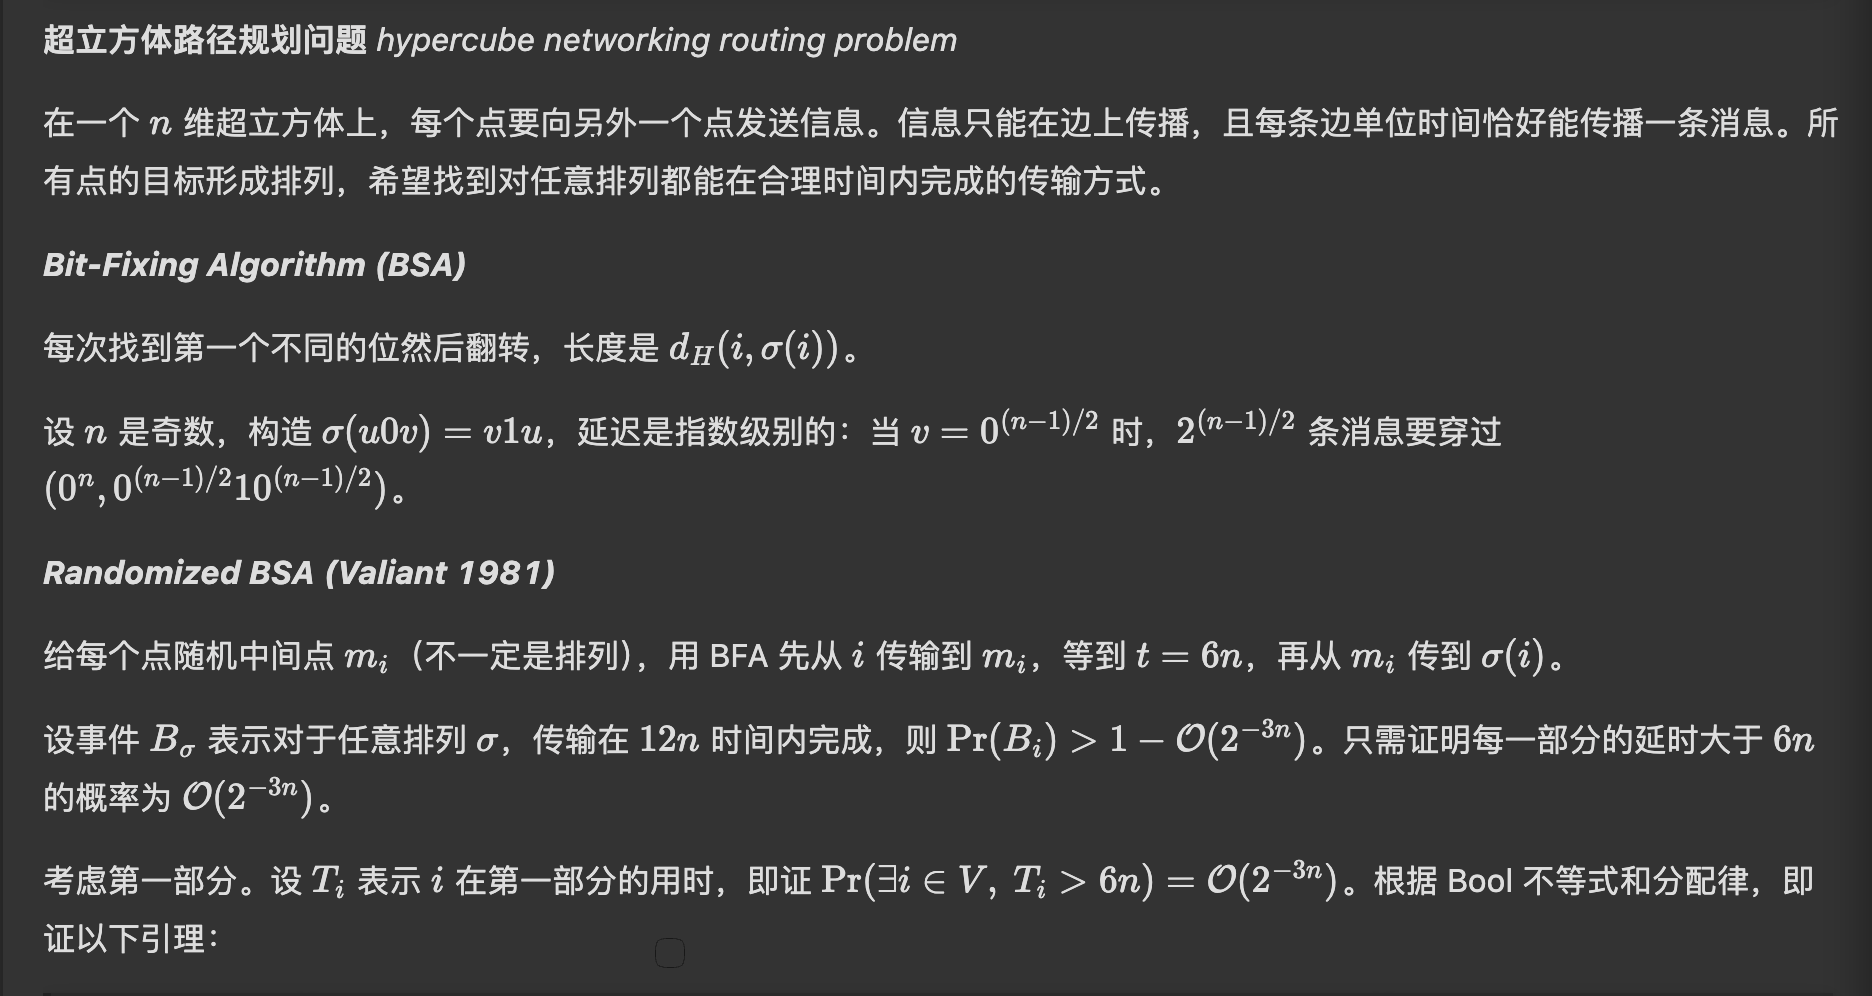 超立方体路径规划问题 hypercube networking routing problem
在一个 n 维超立方体上，每个点要向另外一个点发送信息。信息只能在边上传播，且每条边单位时间恰好能传播一条消息。所
有点的目标形成排列，希望找到对任意排列都能在合理时间内完成的传输方式。
Bit-Fixing Algorithm (BSA)
每次找到第一个不同的位然后翻转，长度是 $d_H(i, \sigma(i))$。
设 n 是奇数，构造 $\sigma(u0v) = v1u$，延迟是指数级别的：当 $v = 0^{(n-1)/2}$ 时，$2^{(n-1)/2}$ 条消息要穿过
$(0^n, 0^{(n-1)/2}10^{(n-1)/2})$。
Randomized BSA (Valiant 1981)
给每个点随机中间点 $m_i$（不一定是排列），用 BFA 先从 $i$ 传输到 $m_i$，等到 $t = 6n$，再从 $m_i$ 传到 $\sigma(i)$。
设事件 $B_\sigma$ 表示对于任意排列 $\sigma$，传输在 $12n$ 时间内完成，则 $\Pr(B_i) > 1 - \mathcal{O}(2^{-3n})$。只需证明每一部分的延时大于 $6n$
的概率为 $\mathcal{O}(2^{-3n})$。
考虑第一部分。设 $T_i$ 表示 $i$ 在第一部分的用时，即证 $\Pr(\exists i \in V, T_i > 6n) = \mathcal{O}(2^{-3n})$。根据 Bool 不等式和分配律，即
证以下引理：